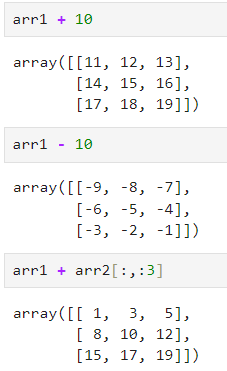 arr1 + 10
array([[11, 12, 13],
       [14, 15, 16],
       [17, 18, 19]])
arr1 - 10
array([[-9, -8, -7],
       [-6, -5, -4],
       [-3, -2, -1]])
arr1 + arr2[:,:3]
array([[ 1,  3,  5],
       [ 8, 10, 12],
       [15, 17, 19]])